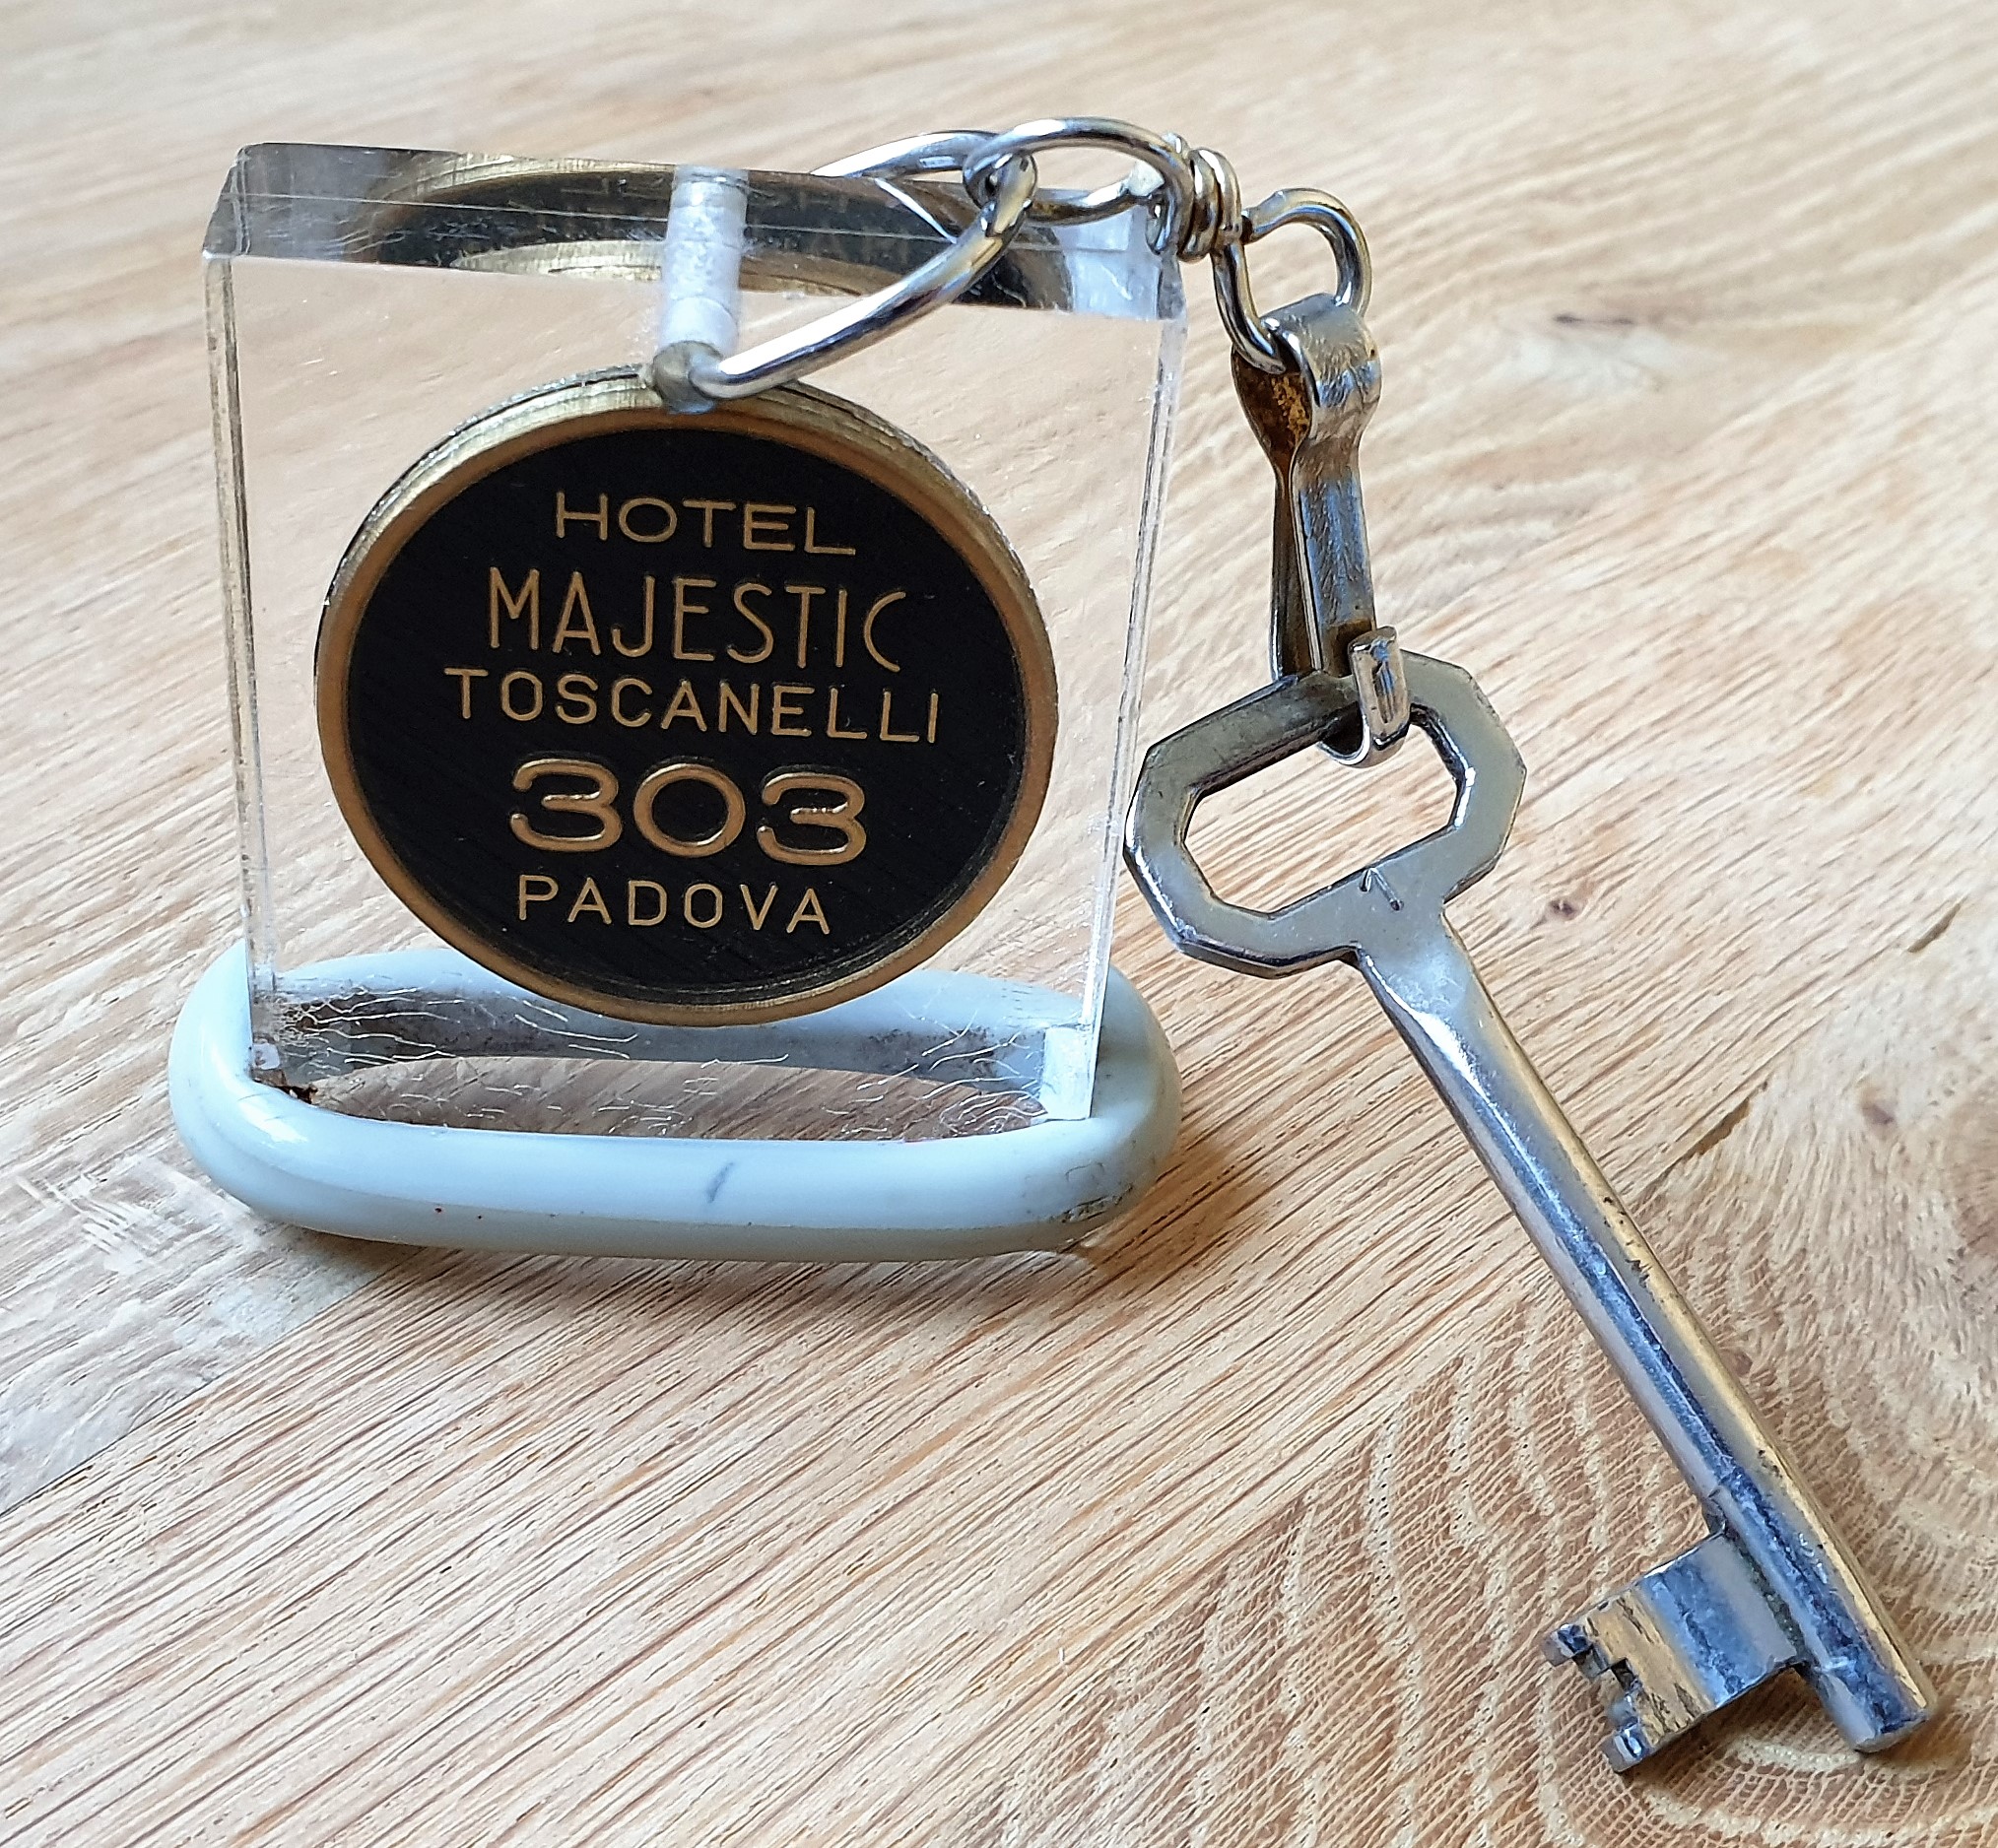 HOTEL
MAJESTIC
TOSCANELLI
303
PADOVA